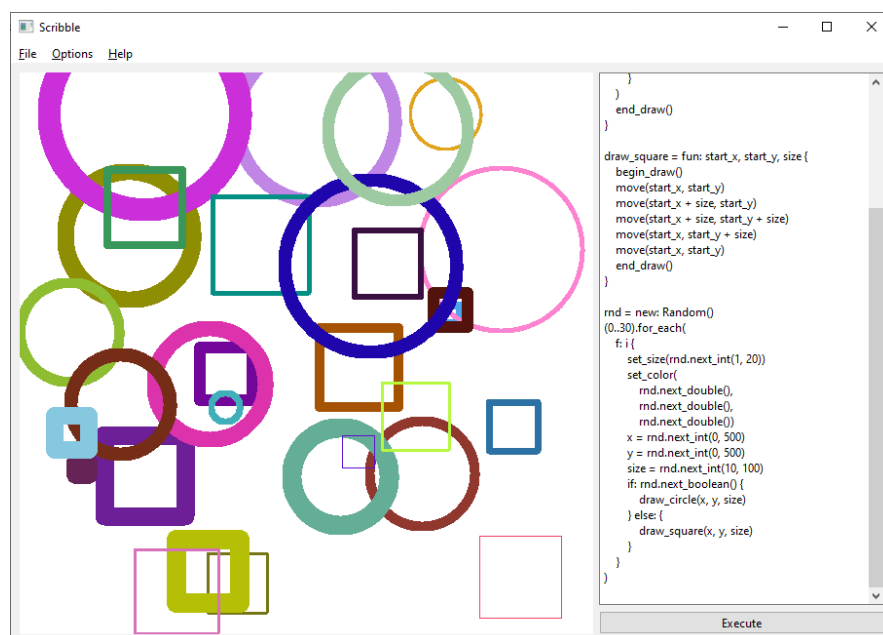 Scribble
File Options Help
}
)
end_draw()
}
draw_square = fun: start_x, start_y, size {
begin_draw()
move(start_x, start_y)
move(start_x + size, start_y)
move(start_x + size, start_y + size)
move(start_x, start_y + size)
move(start_x, start_y)
end_draw()
}
rnd = new: Random()
(0..30).for_each(
f: i {
set_size(rnd.next_int(1, 20))
set_color(
rnd.next_double(),
rnd.next_double(),
rnd.next_double())
x = rnd.next_int(0, 500)
y = rnd.next_int(0, 500)
size = rnd.next_int(10, 100)
if: rnd.next_boolean() {
draw_circle(x, y, size)
} else: {
draw_square(x, y, size)
}
}
)
Execute